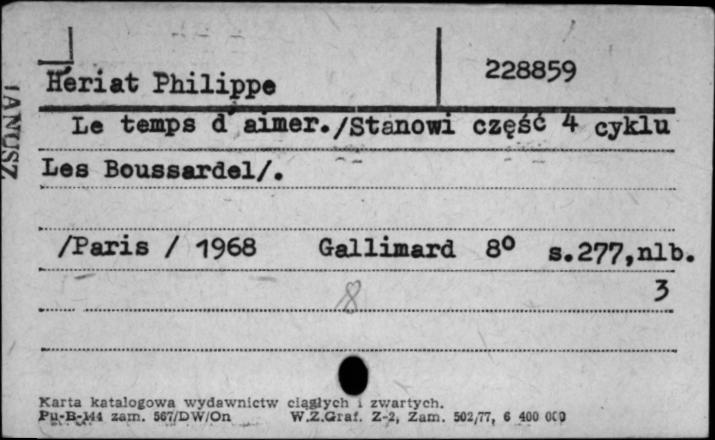 Hériat Philippe
228859
Le temps d'aimer./Stanowi część 4 cyklu
Les Boussardel/.
/Paris / 1968 Gallimard 8° s.277,nlb.
3
8
Karta katalogowa wydawnictw ciągłych i zwartych.
Pu-B-144 zam. 567/DW/On W.Z.Graf. Z-2, Zam. 502/77, 6 400 000
JANUSZ